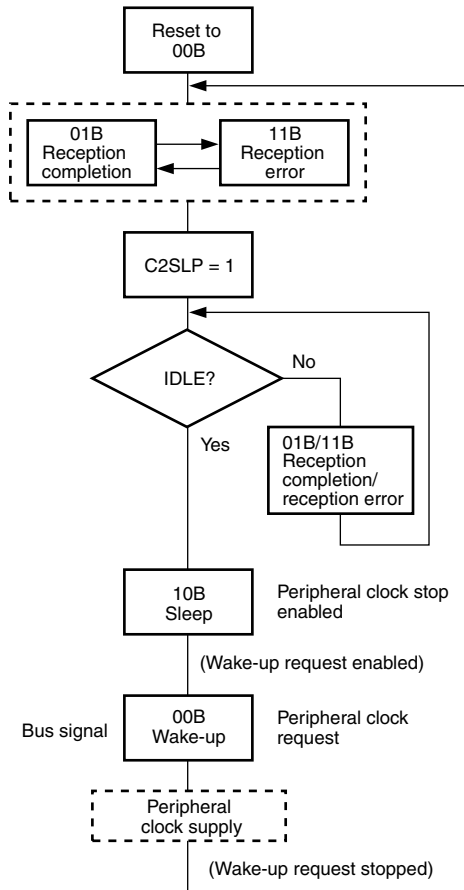 Reset to
00B
01B
Reception
completion
11B
Reception
error
C2SLP = 1
IDLE?
No
Yes
01B/11B
Reception
completion/
reception error
10B
Sleep
Peripheral clock stop
enabled
(Wake-up request enabled)
Bus signal
00B
Wake-up
Peripheral clock
request
Peripheral
clock supply
(Wake-up request stopped)